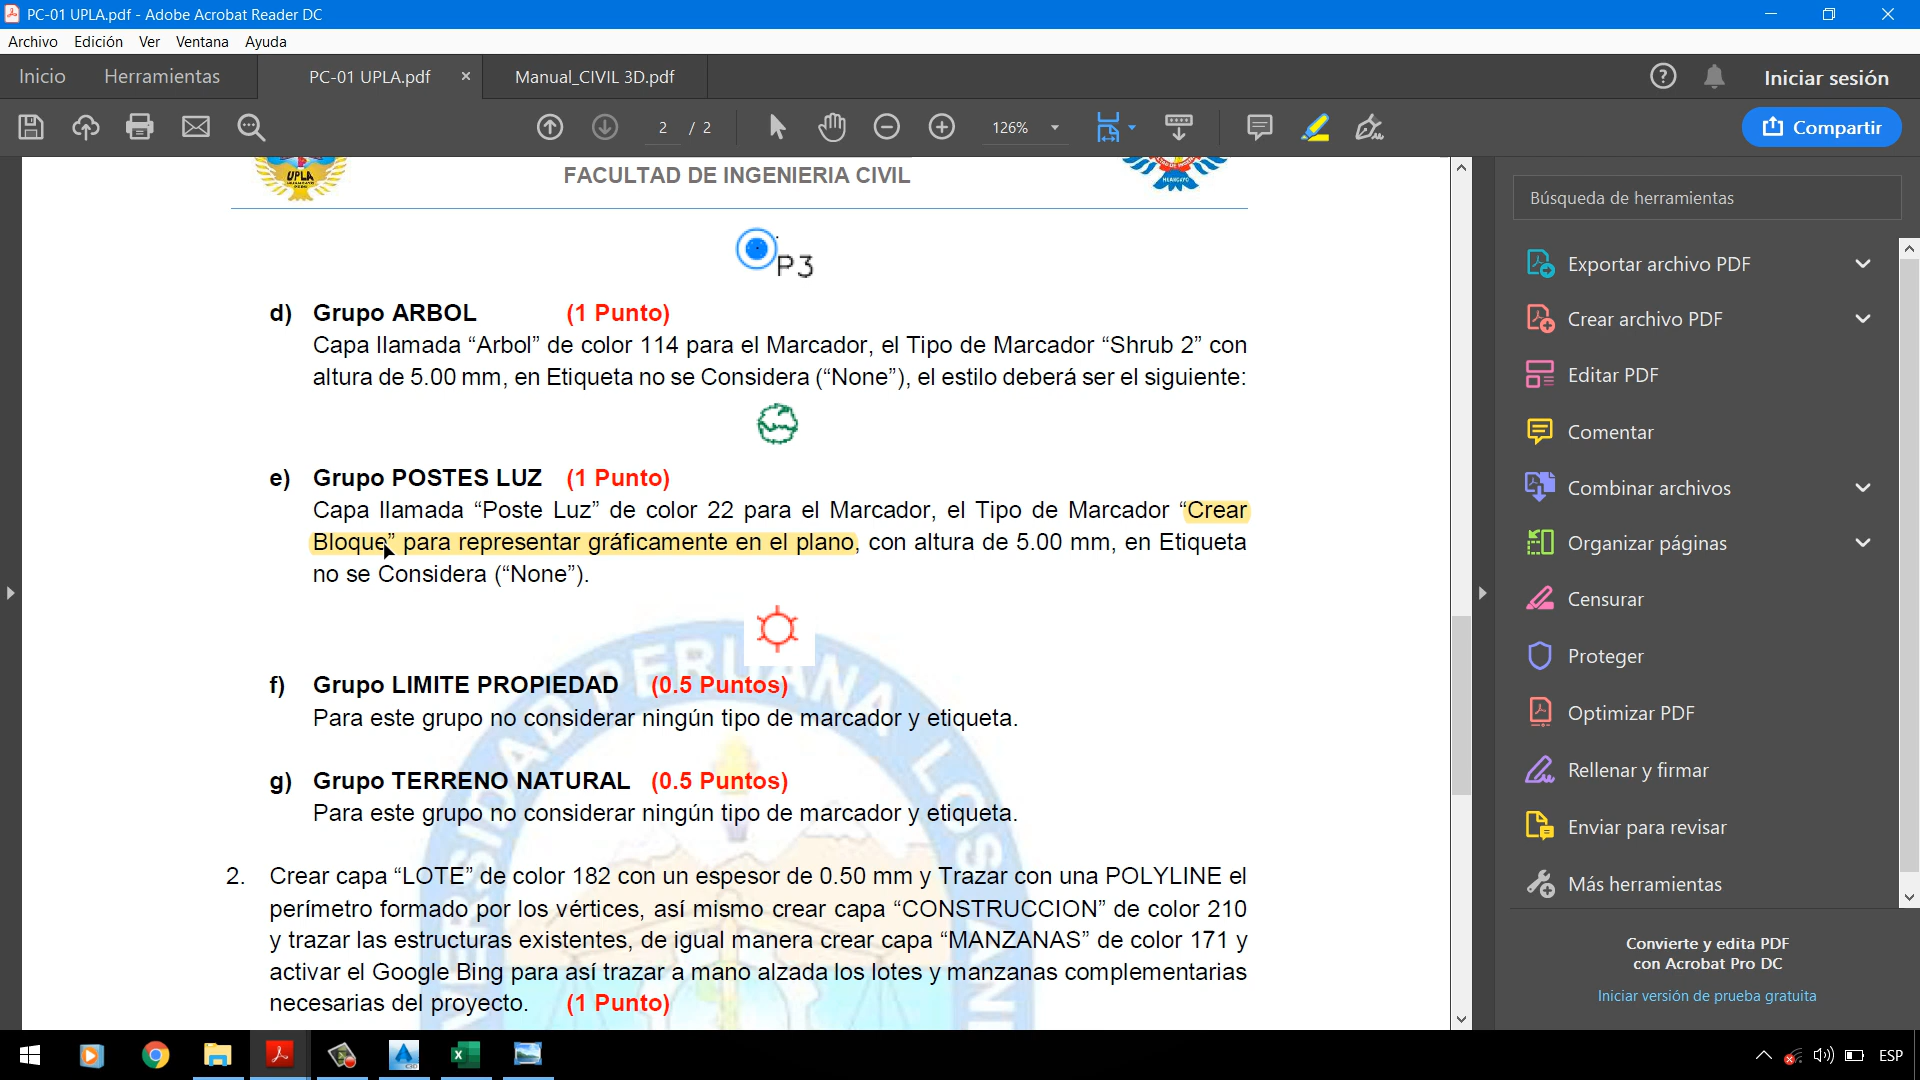 PC-01 UPLA.pdf - Adobe Acrobat Reader DC
Archivo Edición Ver Ventana Ayuda
Inicio Herramientas PC-01 UPLA.pdf × Manual_CIVIL 3D.pdf Iniciar sesión
2 / 2 126% Compartir
UPLA
FACULTAD DE INGENIERIA CIVIL
P3
d) Grupo ARBOL (1 Punto)
Capa llamada “Arbol” de color 114 para el Marcador, el Tipo de Marcador “Shrub 2” con
altura de 5.00 mm, en Etiqueta no se Considera (“None”), el estilo deberá ser el siguiente:
e) Grupo POSTES LUZ (1 Punto)
Capa llamada “Poste Luz” de color 22 para el Marcador, el Tipo de Marcador “Crear
Bloque” para representar gráficamente en el plano, con altura de 5.00 mm, en Etiqueta
no se Considera (“None”).
f) Grupo LIMITE PROPIEDAD (0.5 Puntos)
Para este grupo no considerar ningún tipo de marcador y etiqueta.
g) Grupo TERRENO NATURAL (0.5 Puntos)
Para este grupo no considerar ningún tipo de marcador y etiqueta.
2. Crear capa “LOTE” de color 182 con un espesor de 0.50 mm y Trazar con una POLYLINE el
perímetro formado por los vértices, así mismo crear capa “CONSTRUCCION” de color 210
y trazar las estructuras existentes, de igual manera crear capa “MANZANAS” de color 171 y
activar el Google Bing para así trazar a mano alzada los lotes y manzanas complementarias
necesarias del proyecto. (1 Punto)
Búsqueda de herramientas
Exportar archivo PDF
Crear archivo PDF
Editar PDF
Comentar
Combinar archivos
Organizar páginas
Censurar
Proteger
Optimizar PDF
Rellenar y firmar
Enviar para revisar
Más herramientas
Convierte y edita PDF
con Acrobat Pro DC
Iniciar versión de prueba gratuita
ESP